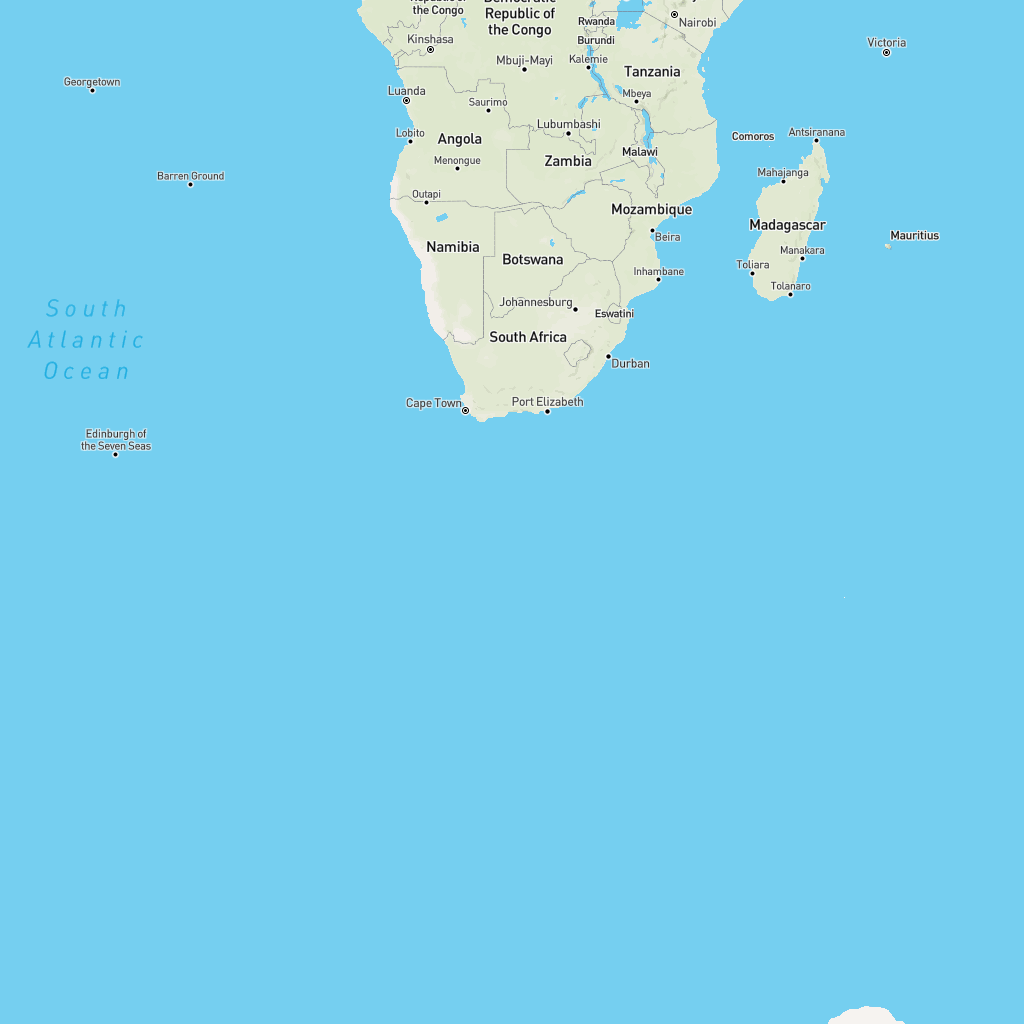 Republic of
the Congo
Democratic
Republic of
the Congo
Rwanda
Nairobi
Kinshasa
Burundi
Victoria
Mbuji-Mayi
Kalemie
Tanzania
Georgetown
Luanda
Saurimo
Mbeya
Lobito
Angola
Lubumbashi
Comoros
Antsiranana
Menongue
Zambia
Malawi
Barren Ground
Mahajanga
Outapi
Mozambique
Madagascar
Beira
Mauritius
Namibia
Botswana
Manakara
Toliara
Inhambane
Tolanaro
South
Atlantic
Ocean
Johannesburg
Eswatini
South Africa
Durban
Cape Town
Port Elizabeth
Edinburgh of
the Seven Seas